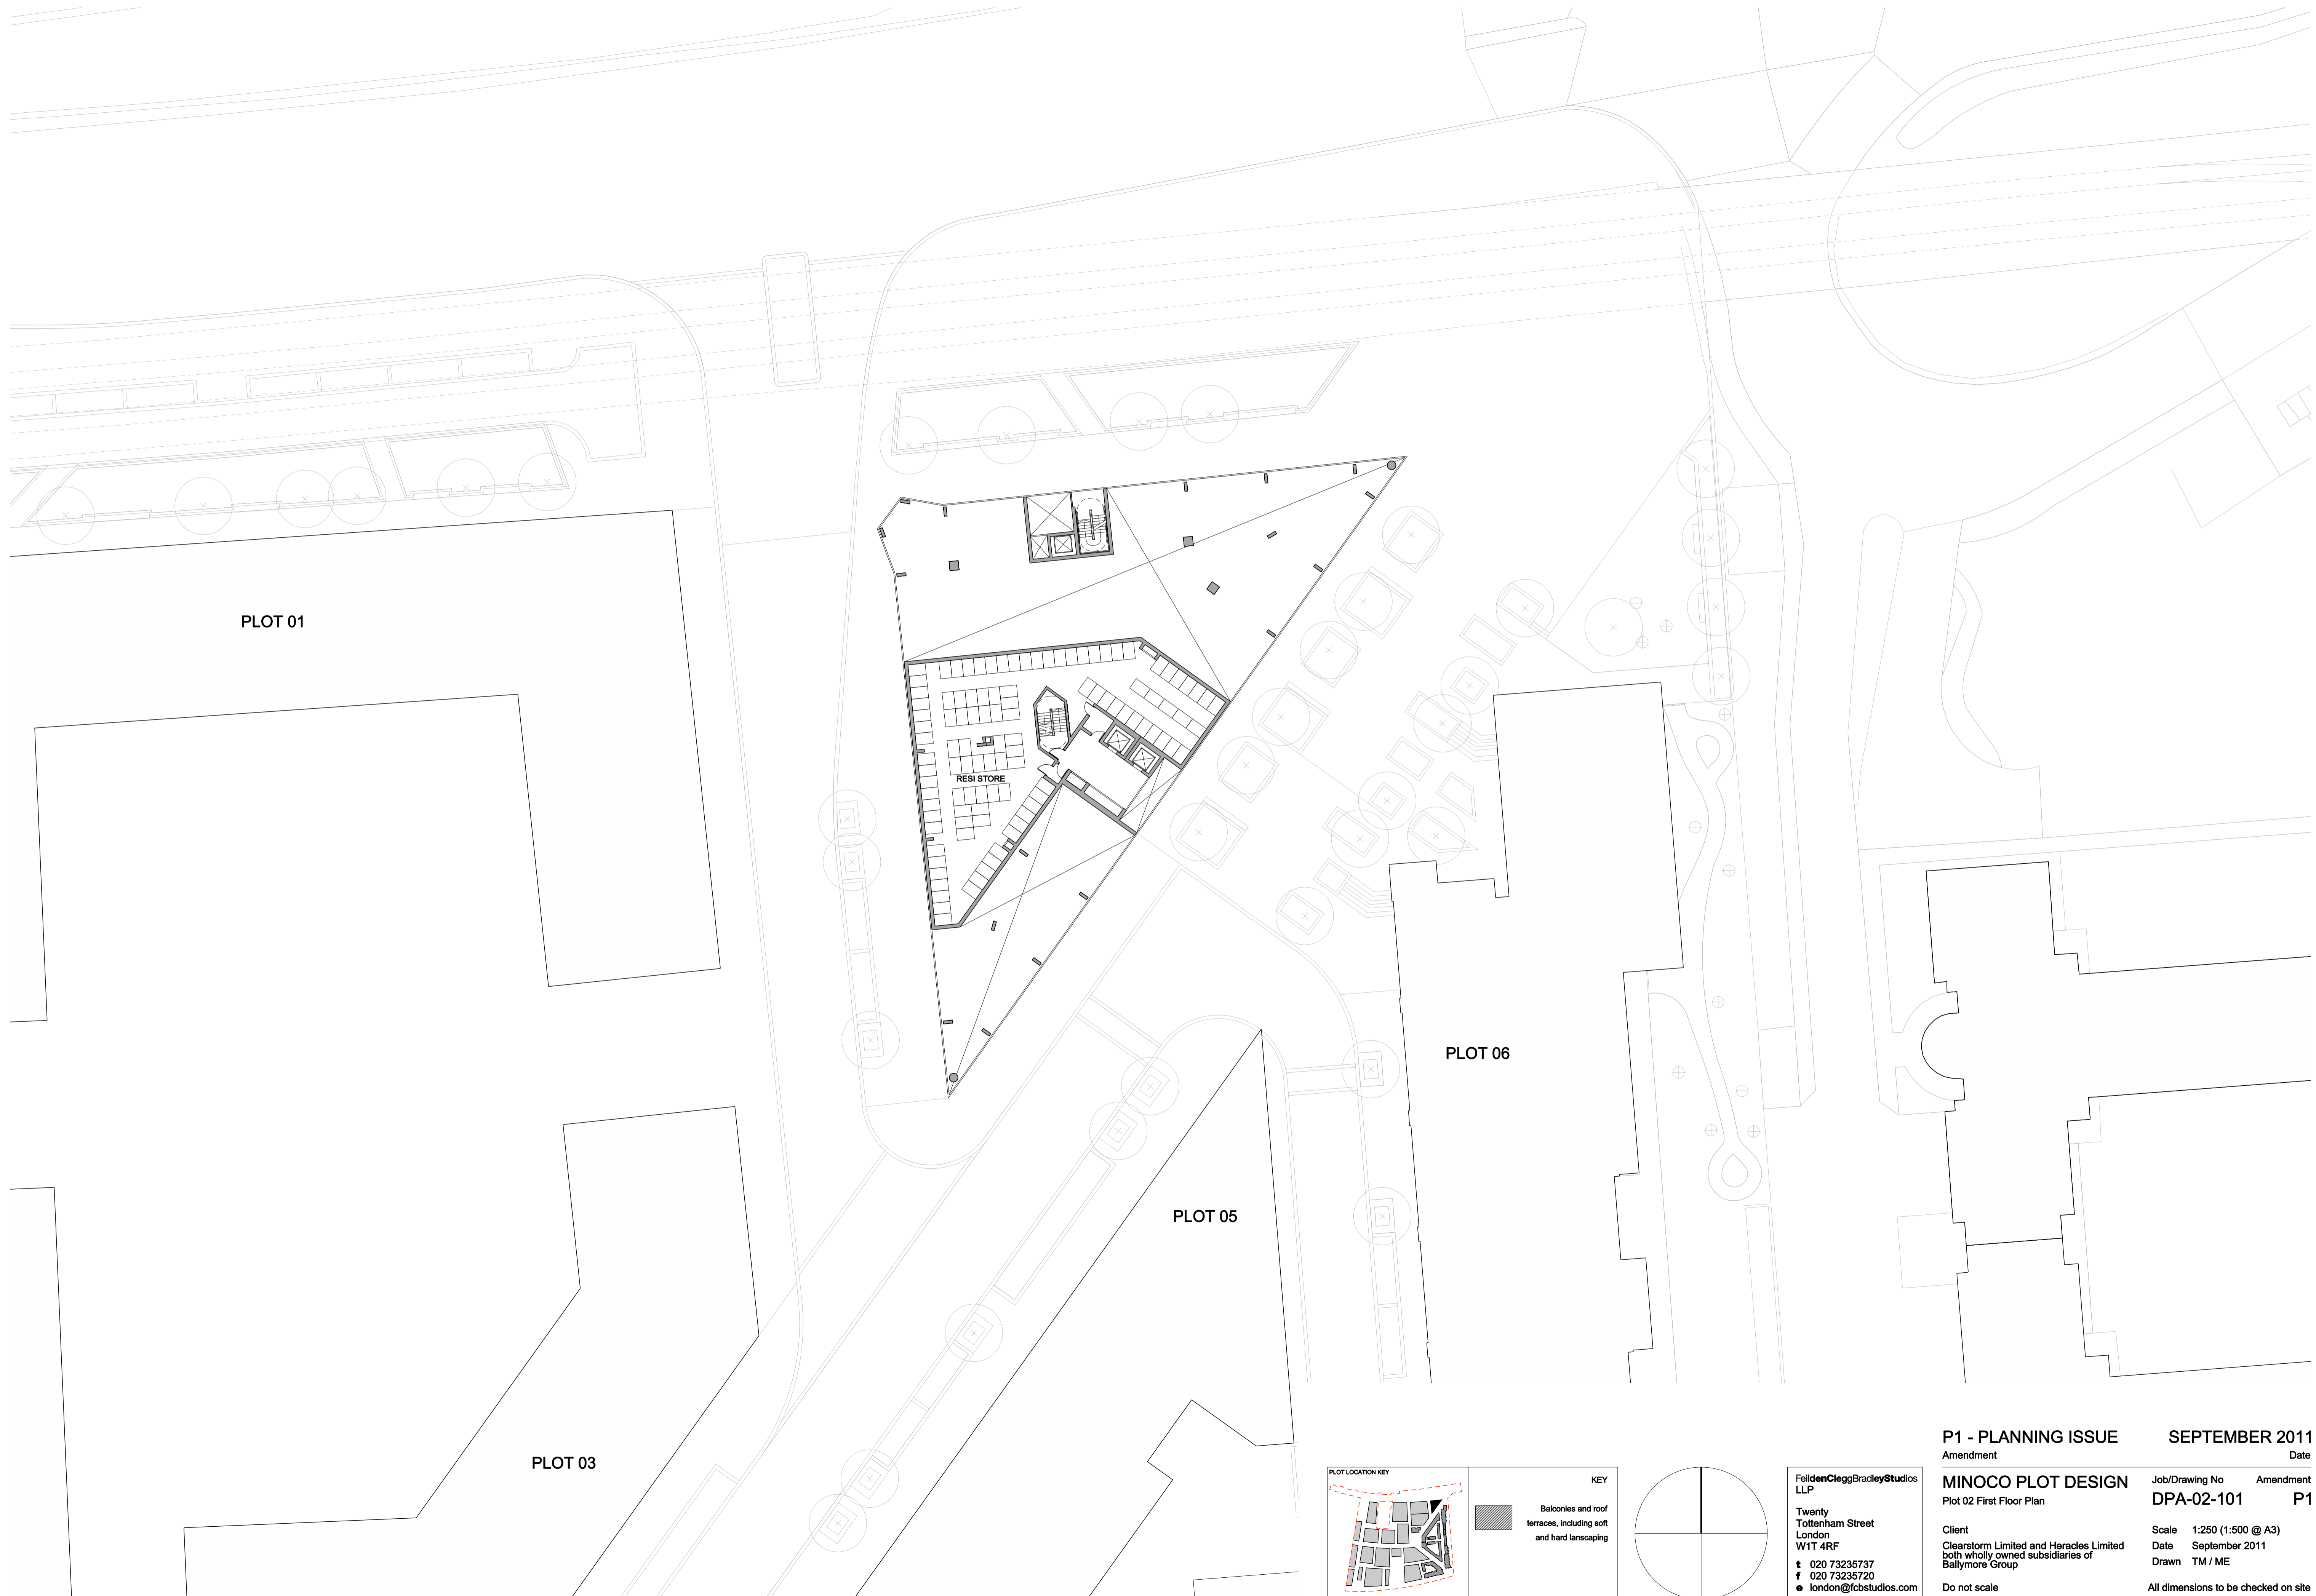 PLOT 01
RESI STORE
PLOT 06
PLOT 05
PLOT 03
PLOT LOCATION KEY
KEY
Balconies and roof
terraces, including soft
and hard lanscaping
FeildenCleggBradleyStudios
LLP
Twenty
Tottenham Street
London
W1T 4RF
t 020 73235737
f 020 73235720
e london@fcbstudios.com
P1 - PLANNING ISSUE SEPTEMBER 2011
Amendment Date
MINOCO PLOT DESIGN
Plot 02 First Floor Plan
Job/Drawing No Amendment
DPA-02-101 P1
Client
Clearstorm Limited and Heracles Limited
both wholly owned subsidiaries of
Ballymore Group
Scale 1:250 (1:500 @ A3)
Date September 2011
Drawn TM / ME
Do not scale All dimensions to be checked on site